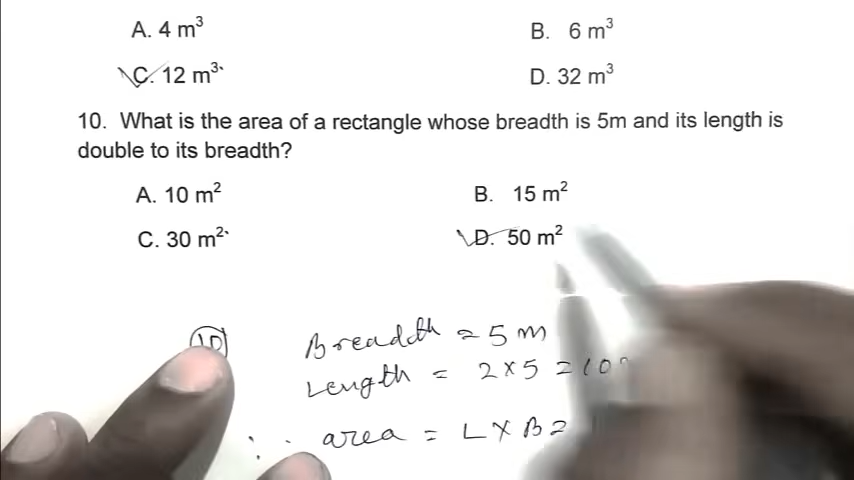 A. 4 m³
B. 6 m³
C. 12 m³
D. 32 m³
10. What is the area of a rectangle whose breadth is 5m and its length is
double to its breadth?
A. 10 m²
B. 15 m²
C. 30 m²
D. 50 m²
10
Breadth = 5 m
Length = 2 × 5 = 10
∴ area = L × B =